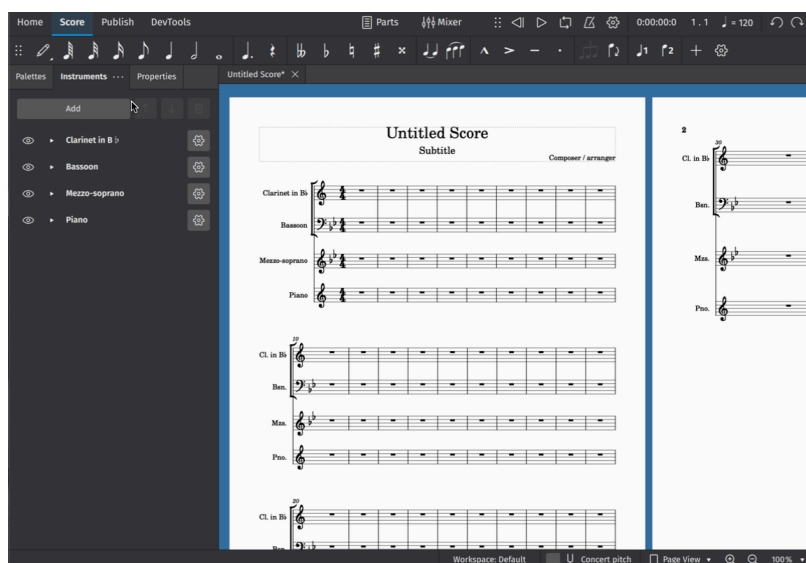 Home Score Publish DevTools Parts Mixer 0:00:00:0 1 . 1 ♩ = 120
Palettes Instruments ··· Properties Untitled Score* ×
Add
Clarinet in B ♭
Bassoon
Mezzo-soprano
Piano
Untitled Score
Subtitle
Composer / arranger
Clarinet in B♭
Bassoon
Mezzo-soprano
Piano
10
Cl. in B♭
Bsn.
Mzs.
Pno.
20
Cl. in B♭
Bsn.
2
30
Cl. in B♭
Bsn.
Mzs.
Pno.
Workspace: Default Concert pitch Page View 100%